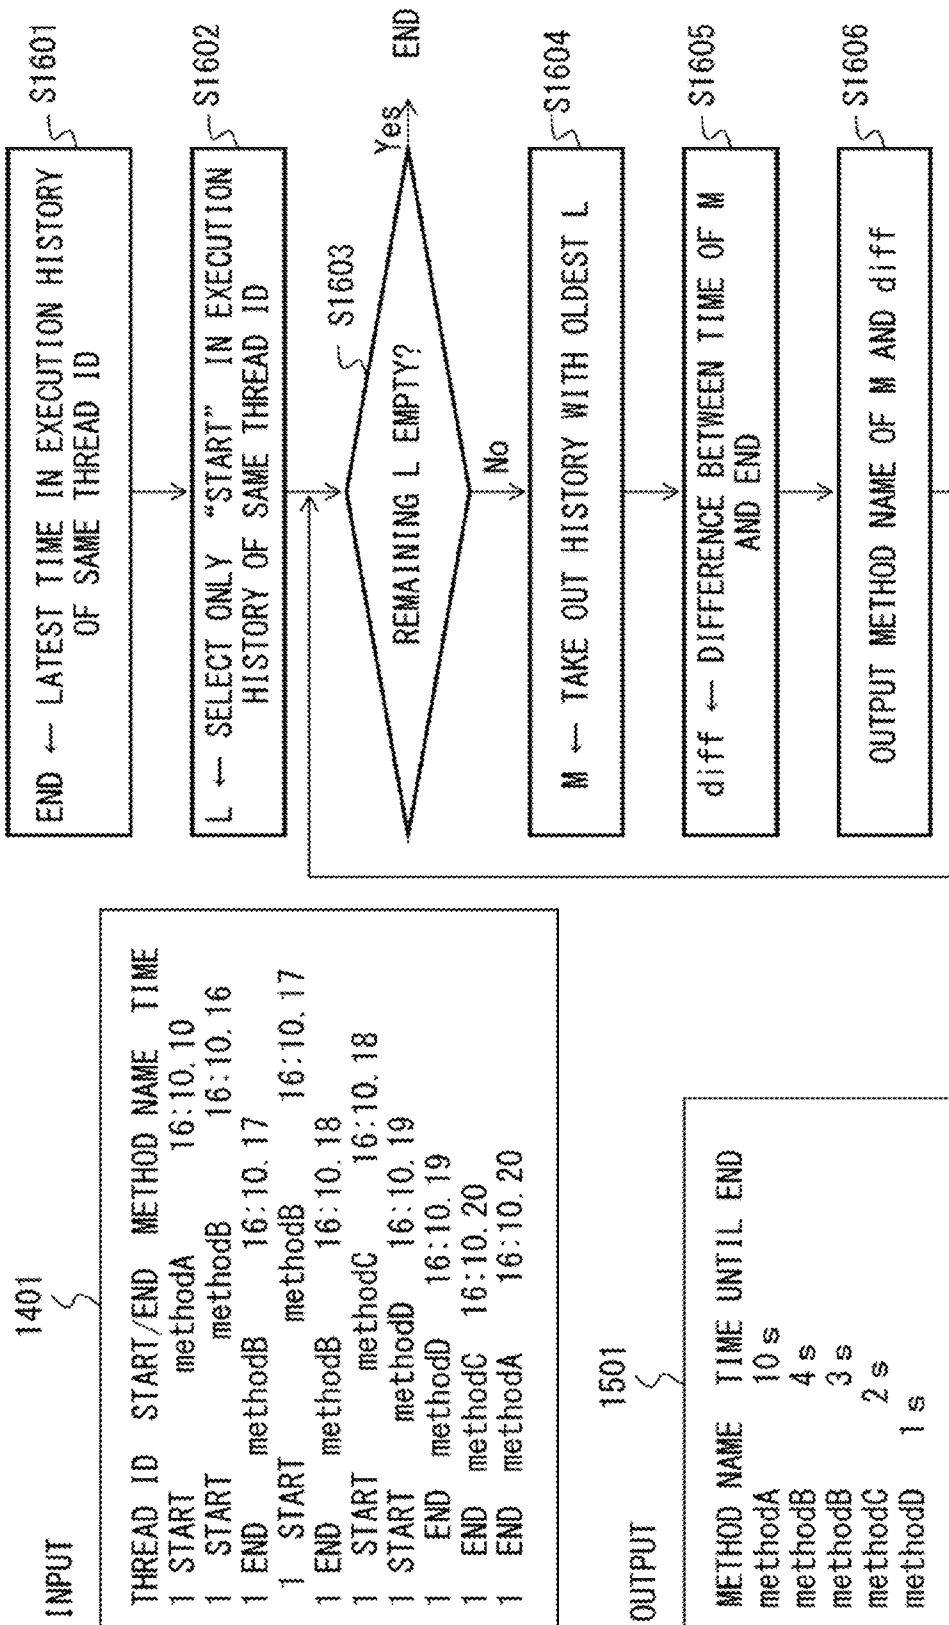 INPUT
1401
THREAD ID START/END METHOD NAME TIME
1 START methodA 16:10.10
1 START methodB 16:10.16
1 END methodB 16:10.17
1 START methodB 16:10.17
1 END methodB 16:10.18
1 START methodC 16:10.18
1 START methodD 16:10.19
1 END methodD 16:10.19
1 END methodC 16:10.20
1 END methodA 16:10.20
OUTPUT
1501
METHOD NAME TIME UNTIL END
methodA 10s
methodB 4s
methodB 3s
methodC 2s
methodD 1s
END ← LATEST TIME IN EXECUTION HISTORY
OF SAME THREAD ID
S1601
L ← SELECT ONLY "START" IN EXECUTION
HISTORY OF SAME THREAD ID
S1602
S1603
REMAINING L EMPTY?
Yes
END
No
M ← TAKE OUT HISTORY WITH OLDEST L
S1604
diff ← DIFFERENCE BETWEEN TIME OF M
AND END
S1605
OUTPUT METHOD NAME OF M AND diff
S1606